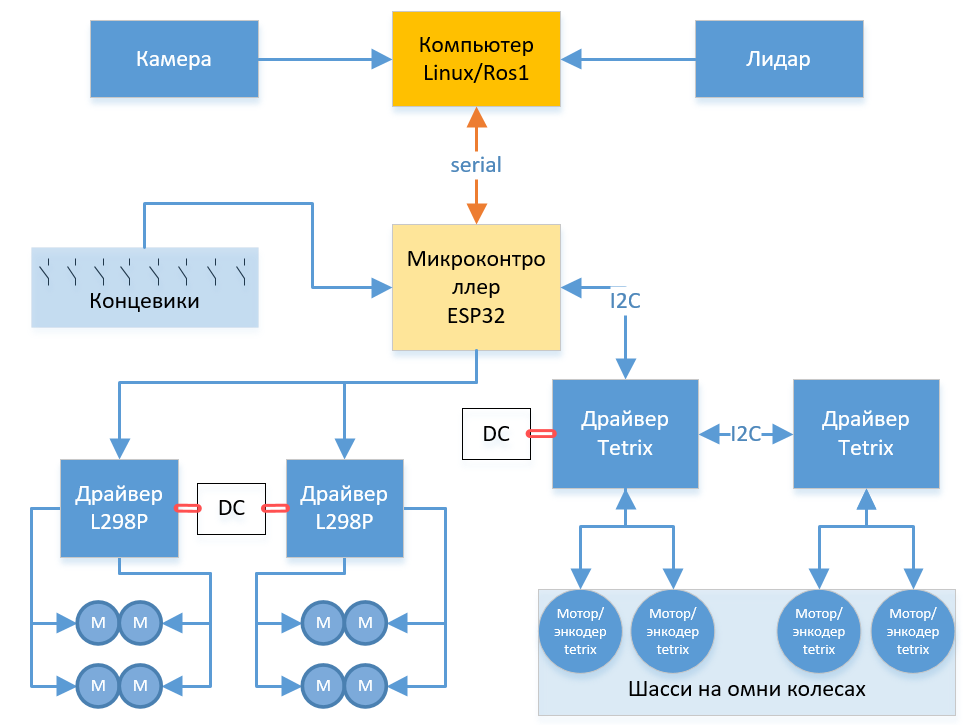 Камера
Компьютер
Linux/Ros1
Лидар
serial
Концевики
Микроконтро
ллер
ESP32
I2C
DC
Драйвер
Tetrix
I2C
Драйвер
Tetrix
Драйвер
L298P
DC
Драйвер
L298P
М М
М М
М М
М М
Мотор/
энкодер
tetrix
Мотор/
энкодер
tetrix
Мотор/
энкодер
tetrix
Мотор/
энкодер
tetrix
Шасси на омни колесах